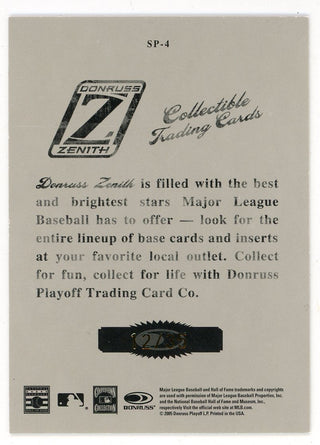 SP-4
DONRUSS
Z
ZENITH
Collectible
Trading Cards
Donruss Zenith is filled with the best
and brightest stars Major League
Baseball has to offer — look for the
entire lineup of base cards and inserts
at your favorite local outlet. Collect
for fun, collect for life with Donruss
Playoff Trading Card Co.
DONRUSS
Major League Baseball and Hall of Fame trademarks and copyrights
are used with permission of Major League Baseball Properties, Inc.
and the National Baseball Hall of Fame and Museum, Inc.,
respectively Visit the official web site at MLB.com.
© 2005 Donruss Playoff L.P. Printed in the USA.